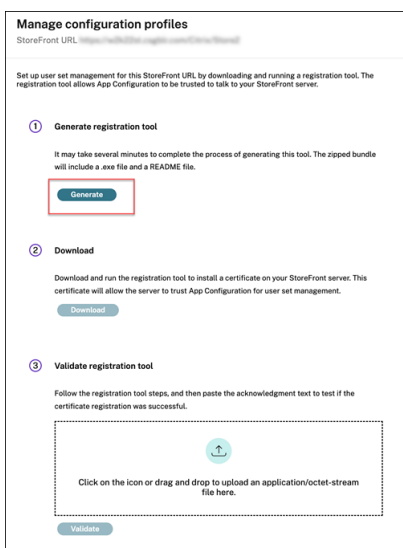 Manage configuration profiles
StoreFront URL
Set up user set management for this StoreFront URL by downloading and running a registration tool. The
registration tool allows App Configuration to be trusted to talk to your StoreFront server.
1 Generate registration tool
It may take several minutes to complete the process of generating this tool. The zipped bundle
will include a .exe file and a README file.
Generate
2 Download
Download and run the registration tool to install a certificate on your StoreFront server. This
certificate will allow the server to trust App Configuration for user set management.
Download
3 Validate registration tool
Follow the registration tool steps, and then paste the acknowledgment text to test if the
certificate registration was successful.
Click on the icon or drag and drop to upload an application/octet-stream
file here.
Validate